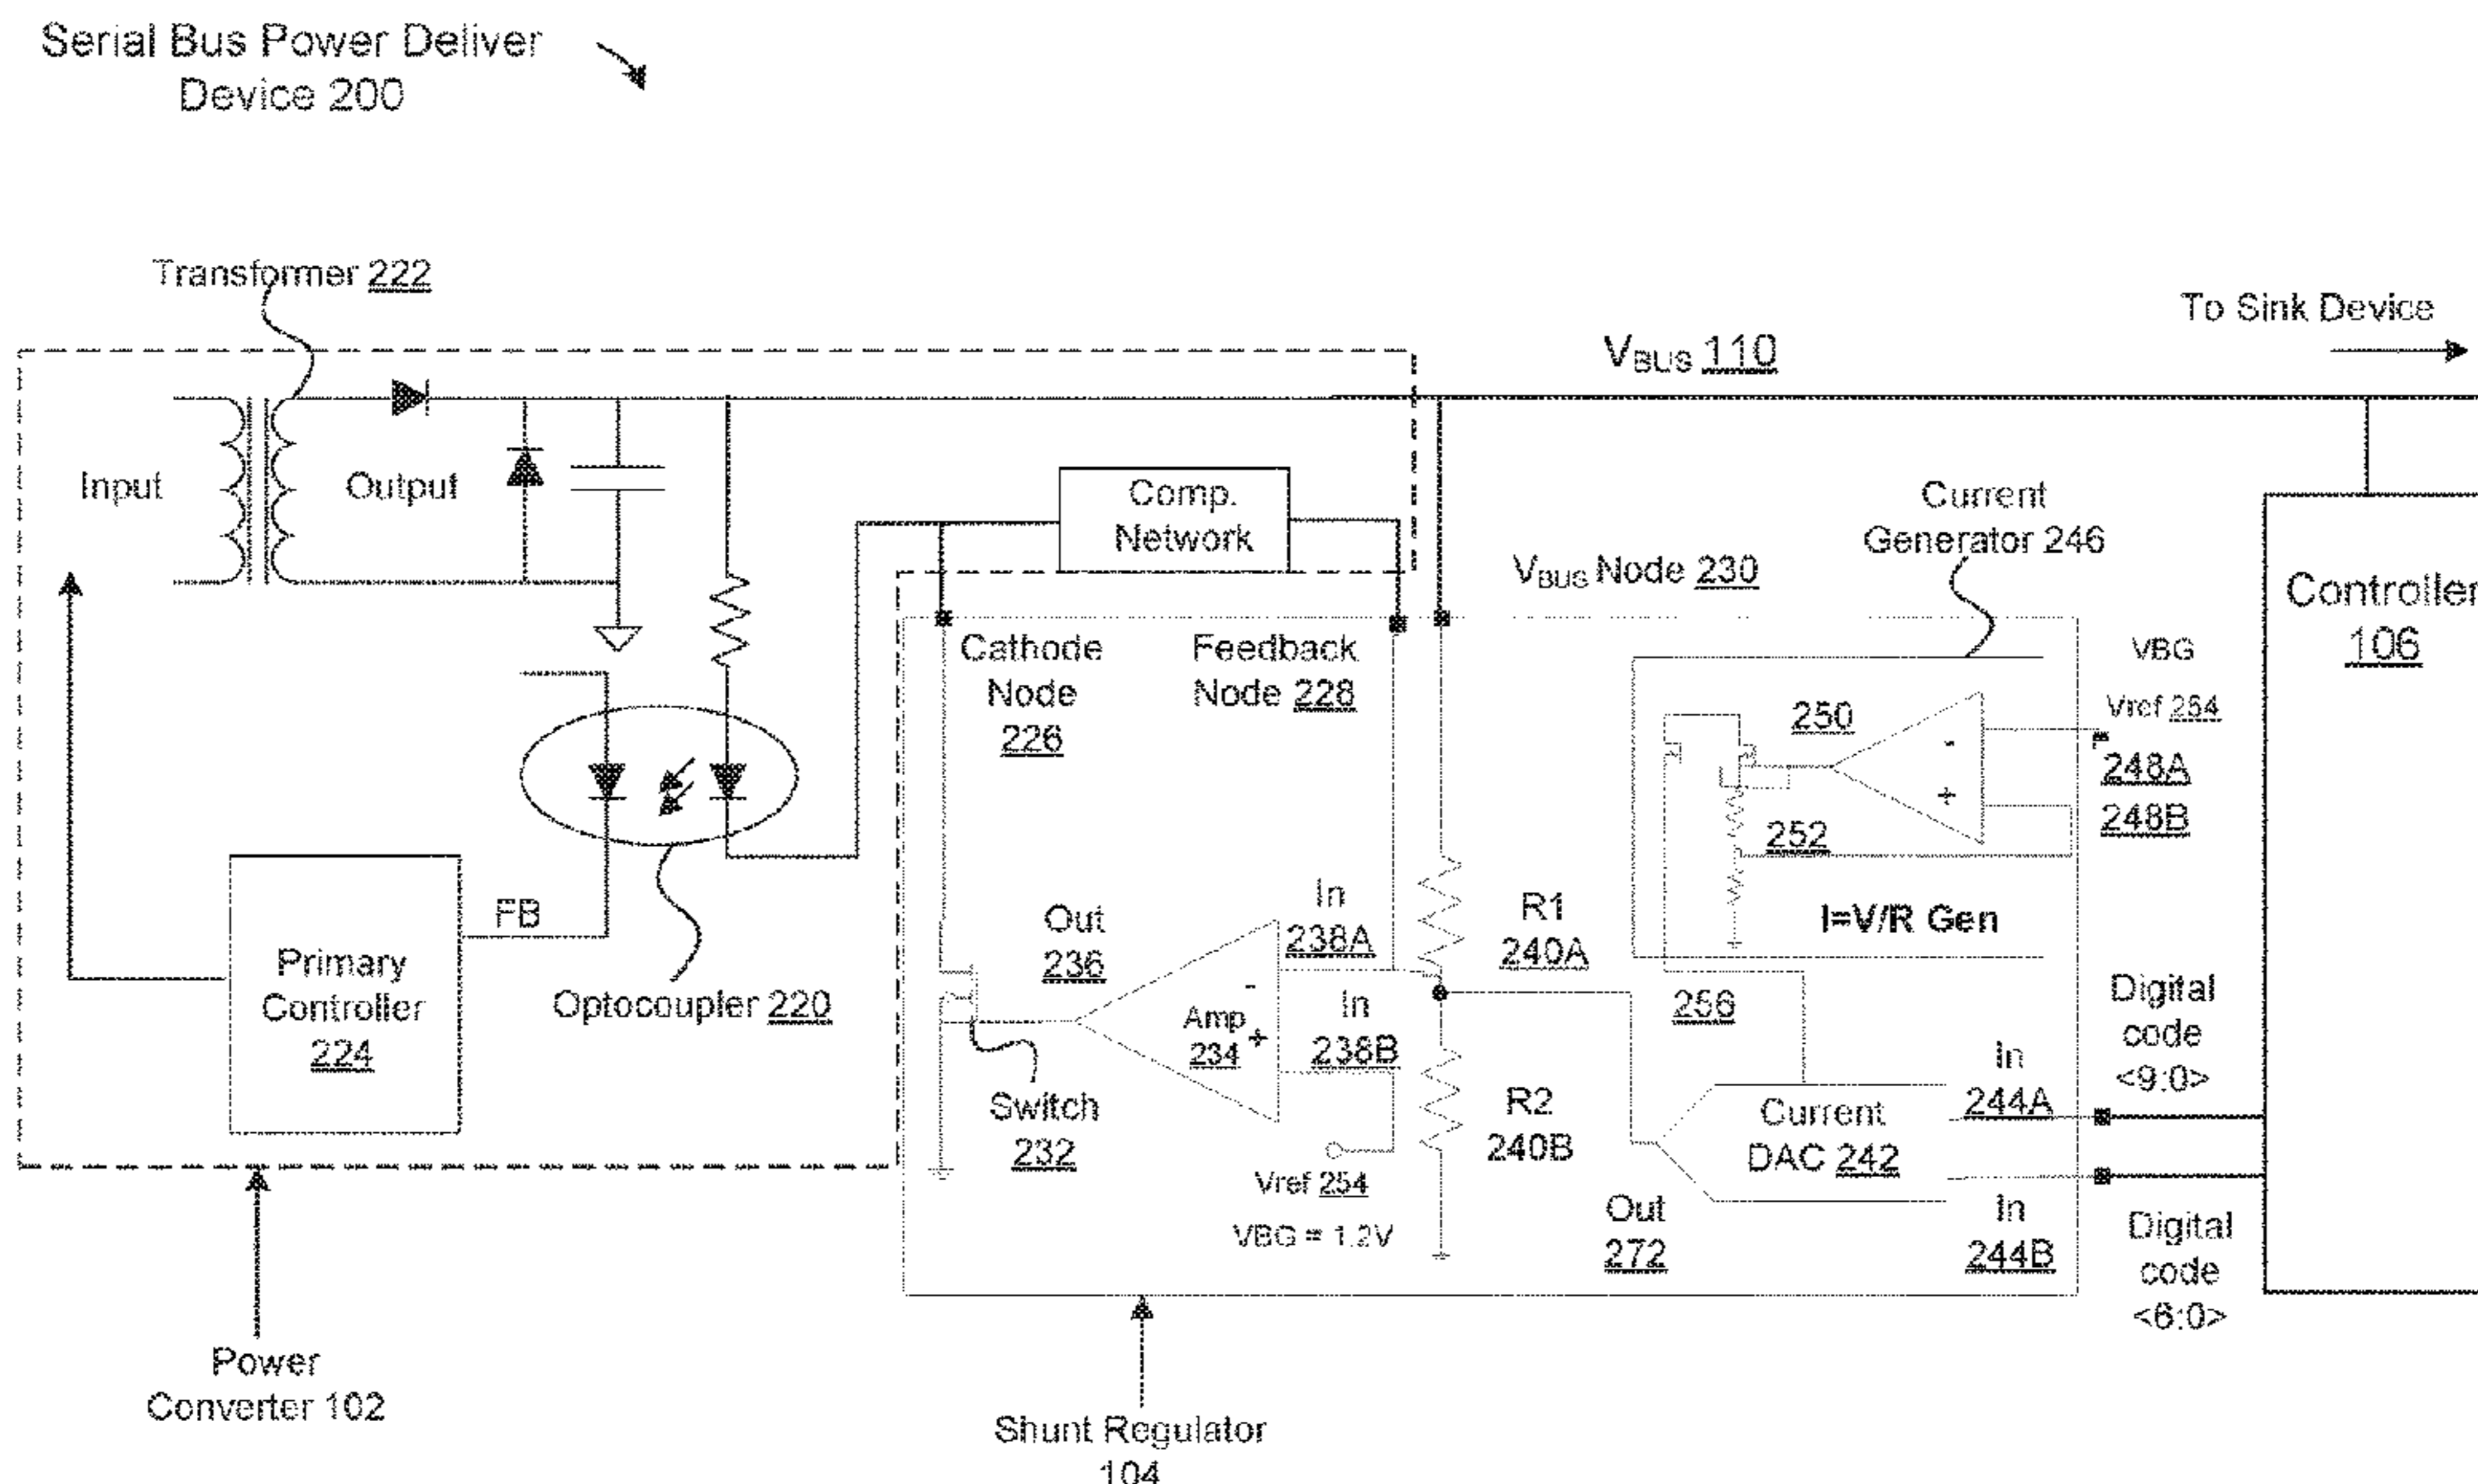 Serial Bus Power Deliver
Device 200
Transformer 222
To Sink Device
VBUS 110
Input
Output
Comp.
Network
Current
Generator 246
VBUS Node 230
Controller
106
Cathode
Node
226
Feedback
Node 228
VBG
Vref 254
250
-
+
248A
248B
252
I=V/R Gen
FB
Primary
Controller
224
Optocoupler 220
Out
236
In
238A
-
Amp
234
+
In
238B
R1
240A
256
Digital
code
<9:0>
Switch
232
R2
240B
Current
DAC 242
In
244A
Vref 254
VBG = 1.2V
Out
272
In
244B
Digital
code
<6:0>
Power
Converter 102
Shunt Regulator
104